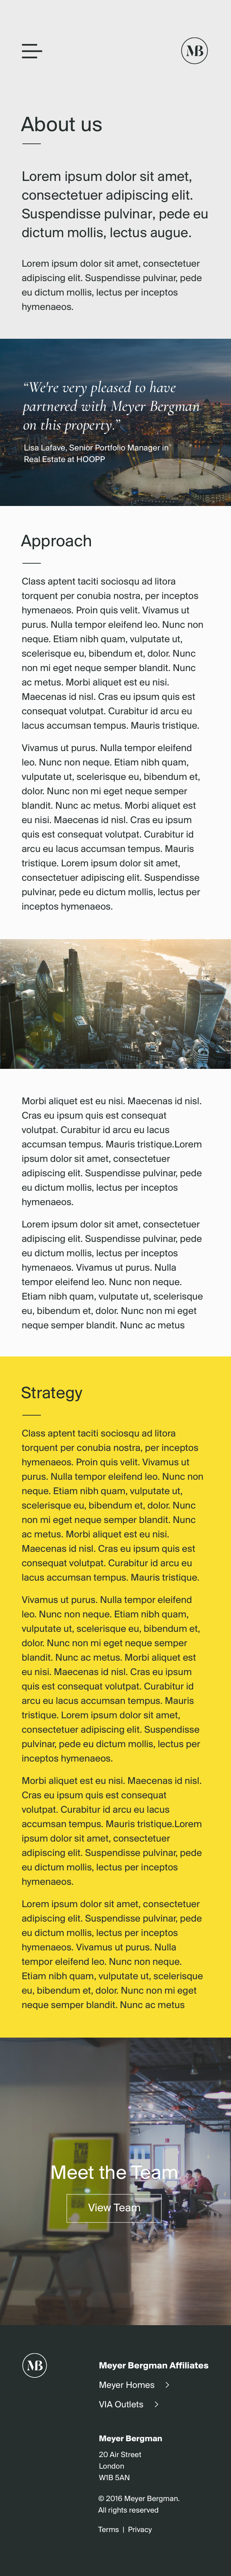 MB
About us
Lorem ipsum dolor sit amet,
consectetuer adipiscing elit.
Suspendisse pulvinar, pede eu
dictum mollis, lectus augue.
Lorem ipsum dolor sit amet, consectetuer
adipiscing elit. Suspendisse pulvinar, pede
eu dictum mollis, lectus per inceptos
hymenaeos.
“We're very pleased to have
partnered with Meyer Bergman
on this property.”
Lisa Lafave, Senior Portfolio Manager in
Real Estate at HOOPP
Approach
Class aptent taciti sociosqu ad litora
torquent per conubia nostra, per inceptos
hymenaeos. Proin quis velit. Vivamus ut
purus. Nulla tempor eleifend leo. Nunc non
neque. Etiam nibh quam, vulputate ut,
scelerisque eu, bibendum et, dolor. Nunc
non mi eget neque semper blandit. Nunc
ac metus. Morbi aliquet est eu nisi.
Maecenas id nisl. Cras eu ipsum quis est
consequat volutpat. Curabitur id arcu eu
lacus accumsan tempus. Mauris tristique.
Vivamus ut purus. Nulla tempor eleifend
leo. Nunc non neque. Etiam nibh quam,
vulputate ut, scelerisque eu, bibendum et,
dolor. Nunc non mi eget neque semper
blandit. Nunc ac metus. Morbi aliquet est
eu nisi. Maecenas id nisl. Cras eu ipsum
quis est consequat volutpat. Curabitur id
arcu eu lacus accumsan tempus. Mauris
tristique. Lorem ipsum dolor sit amet,
consectetuer adipiscing elit. Suspendisse
pulvinar, pede eu dictum mollis, lectus per
inceptos hymenaeos.
Morbi aliquet est eu nisi. Maecenas id nisl.
Cras eu ipsum quis est consequat
volutpat. Curabitur id arcu eu lacus
accumsan tempus. Mauris tristique.Lorem
ipsum dolor sit amet, consectetuer
adipiscing elit. Suspendisse pulvinar, pede
eu dictum mollis, lectus per inceptos
hymenaeos.
Lorem ipsum dolor sit amet, consectetuer
adipiscing elit. Suspendisse pulvinar, pede
eu dictum mollis, lectus per inceptos
hymenaeos. Vivamus ut purus. Nulla
tempor eleifend leo. Nunc non neque.
Etiam nibh quam, vulputate ut, scelerisque
eu, bibendum et, dolor. Nunc non mi eget
neque semper blandit. Nunc ac metus
Strategy
Class aptent taciti sociosqu ad litora
torquent per conubia nostra, per inceptos
hymenaeos. Proin quis velit. Vivamus ut
purus. Nulla tempor eleifend leo. Nunc non
neque. Etiam nibh quam, vulputate ut,
scelerisque eu, bibendum et, dolor. Nunc
non mi eget neque semper blandit. Nunc
ac metus. Morbi aliquet est eu nisi.
Maecenas id nisl. Cras eu ipsum quis est
consequat volutpat. Curabitur id arcu eu
lacus accumsan tempus. Mauris tristique.
Vivamus ut purus. Nulla tempor eleifend
leo. Nunc non neque. Etiam nibh quam,
vulputate ut, scelerisque eu, bibendum et,
dolor. Nunc non mi eget neque semper
blandit. Nunc ac metus. Morbi aliquet est
eu nisi. Maecenas id nisl. Cras eu ipsum
quis est consequat volutpat. Curabitur id
arcu eu lacus accumsan tempus. Mauris
tristique. Lorem ipsum dolor sit amet,
consectetuer adipiscing elit. Suspendisse
pulvinar, pede eu dictum mollis, lectus per
inceptos hymenaeos.
Morbi aliquet est eu nisi. Maecenas id nisl.
Cras eu ipsum quis est consequat
volutpat. Curabitur id arcu eu lacus
accumsan tempus. Mauris tristique.Lorem
ipsum dolor sit amet, consectetuer
adipiscing elit. Suspendisse pulvinar, pede
eu dictum mollis, lectus per inceptos
hymenaeos.
Lorem ipsum dolor sit amet, consectetuer
adipiscing elit. Suspendisse pulvinar, pede
eu dictum mollis, lectus per inceptos
hymenaeos. Vivamus ut purus. Nulla
tempor eleifend leo. Nunc non neque.
Etiam nibh quam, vulputate ut, scelerisque
eu, bibendum et, dolor. Nunc non mi eget
neque semper blandit. Nunc ac metus
Meet the Team
View Team
MB
Meyer Bergman Affiliates
Meyer Homes
VIA Outlets
Meyer Bergman
20 Air Street
London
W1B 5AN
© 2016 Meyer Bergman.
All rights reserved
Terms | Privacy